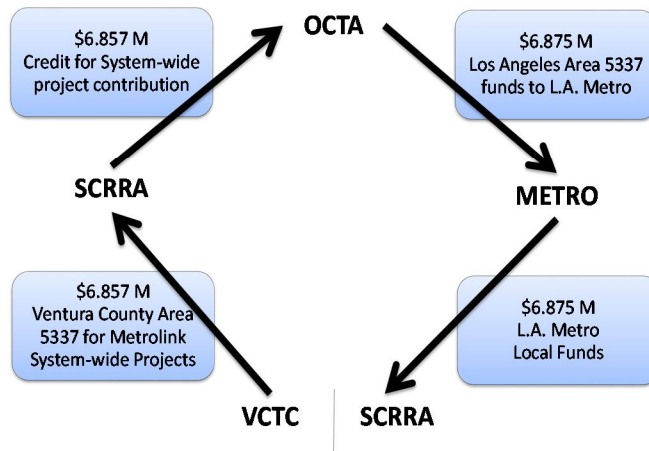 OCTA
$6.857 M
Credit for System-wide
project contribution
$6.875 M
Los Angeles Area 5337
funds to L.A. Metro
SCRRA
METRO
$6.857 M
Ventura County Area
5337 for Metrolink
System-wide Projects
$6.875 M
L.A. Metro
Local Funds
VCTC
SCRRA